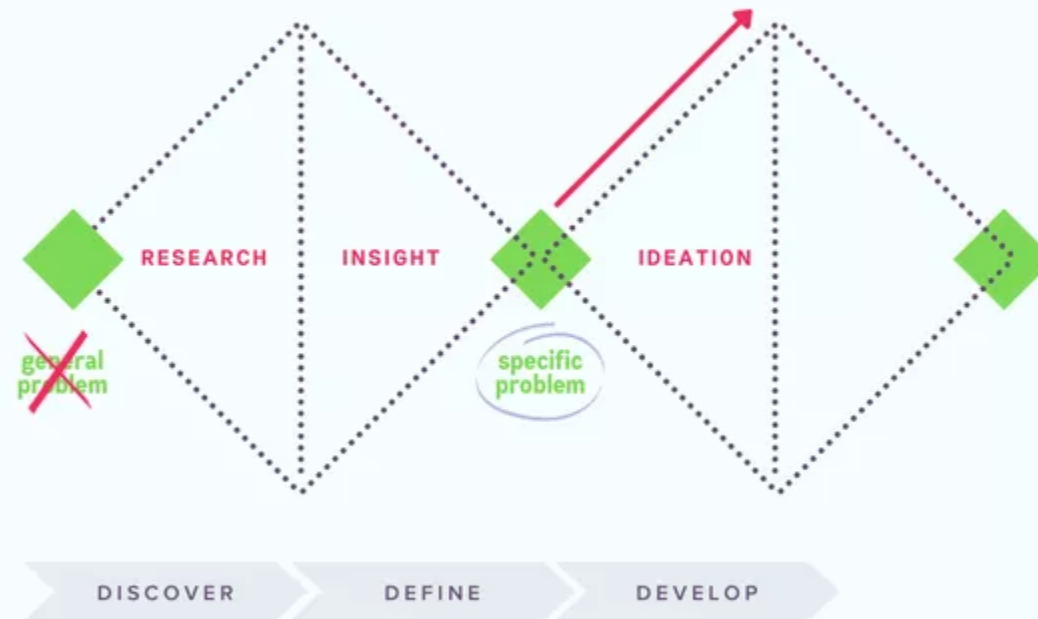 RESEARCH
INSIGHT
IDEATION
general
problem
specific
problem
DISCOVER
DEFINE
DEVELOP